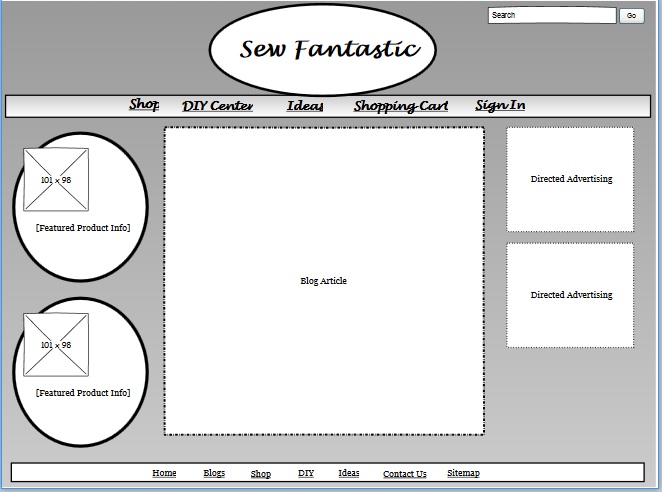 Search Go
Sew Fantastic
Shop DIY Center Ideas Shopping Cart Sign In
101 x 98
[Featured Product Info]
Blog Article
Directed Advertising
Directed Advertising
101 x 98
[Featured Product Info]
Home Blogs Shop DIY Ideas Contact Us Sitemap